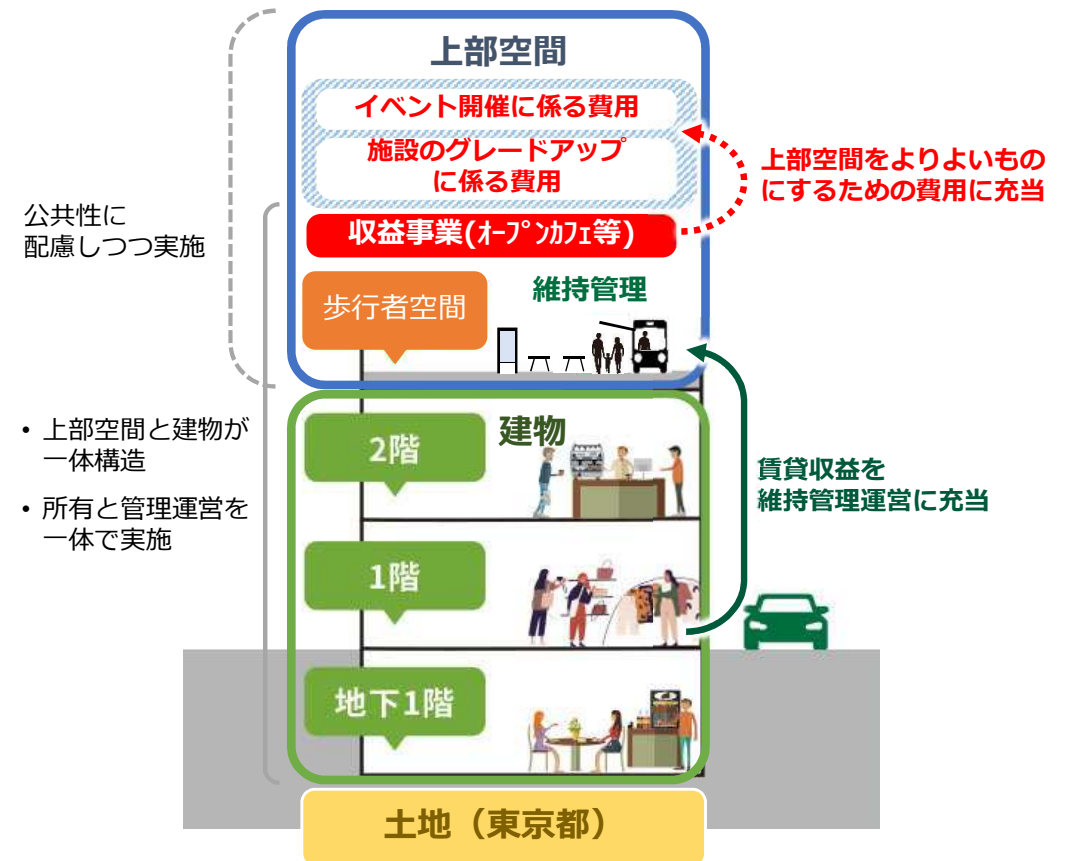 上部空間
イベント開催に係る費用
施設のグレードアップ
に係る費用
上部空間をよりよいもの
にするための費用に充当
収益事業(ｵｰﾌﾟﾝｶﾌｪ等)
公共性に
配慮しつつ実施
歩行者空間
維持管理
• 上部空間と建物が
一体構造
• 所有と管理運営を
一体で実施
建物
2階
賃貸収益を
維持管理運営に充当
1階
地下1階
土地（東京都）